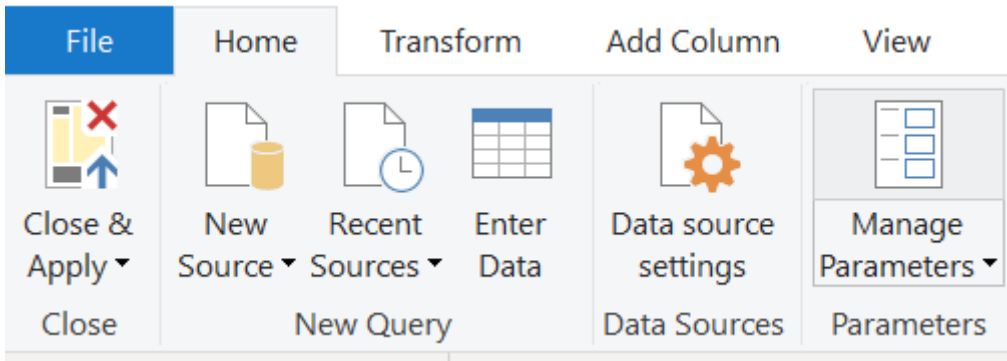 File Home Transform Add Column View
Close & Apply
New Source
Recent Sources
Enter Data
Data source settings
Manage Parameters
Close New Query Data Sources Parameters